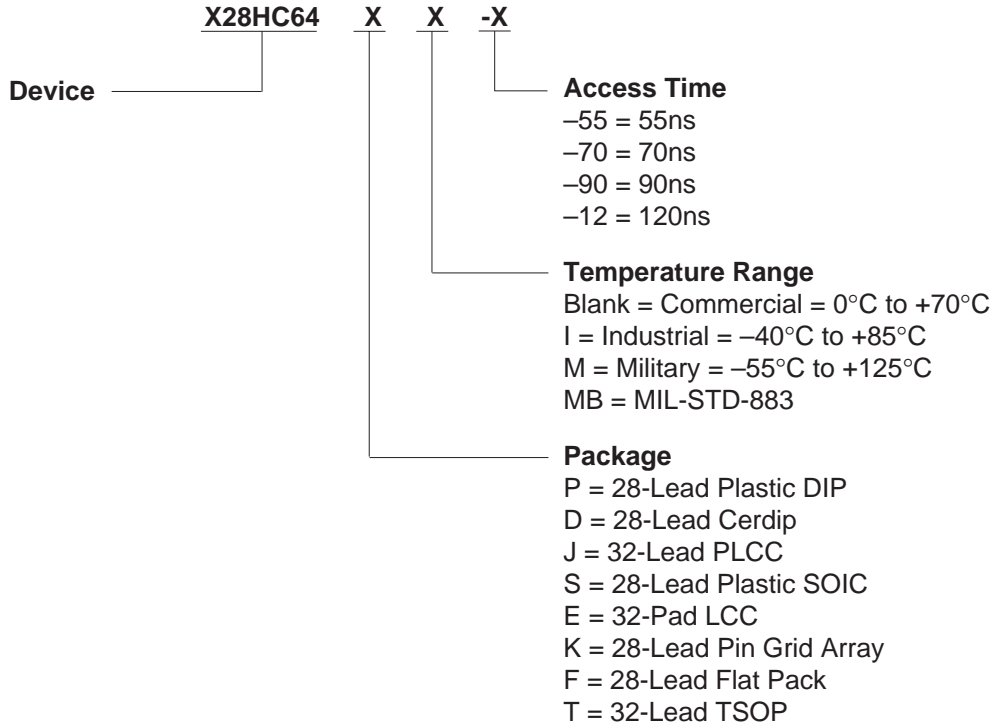 X28HC64 X X -X
Device
Access Time
–55 = 55ns
–70 = 70ns
–90 = 90ns
–12 = 120ns
Temperature Range
Blank = Commercial = 0°C to +70°C
I = Industrial = –40°C to +85°C
M = Military = –55°C to +125°C
MB = MIL-STD-883
Package
P = 28-Lead Plastic DIP
D = 28-Lead Cerdip
J = 32-Lead PLCC
S = 28-Lead Plastic SOIC
E = 32-Pad LCC
K = 28-Lead Pin Grid Array
F = 28-Lead Flat Pack
T = 32-Lead TSOP